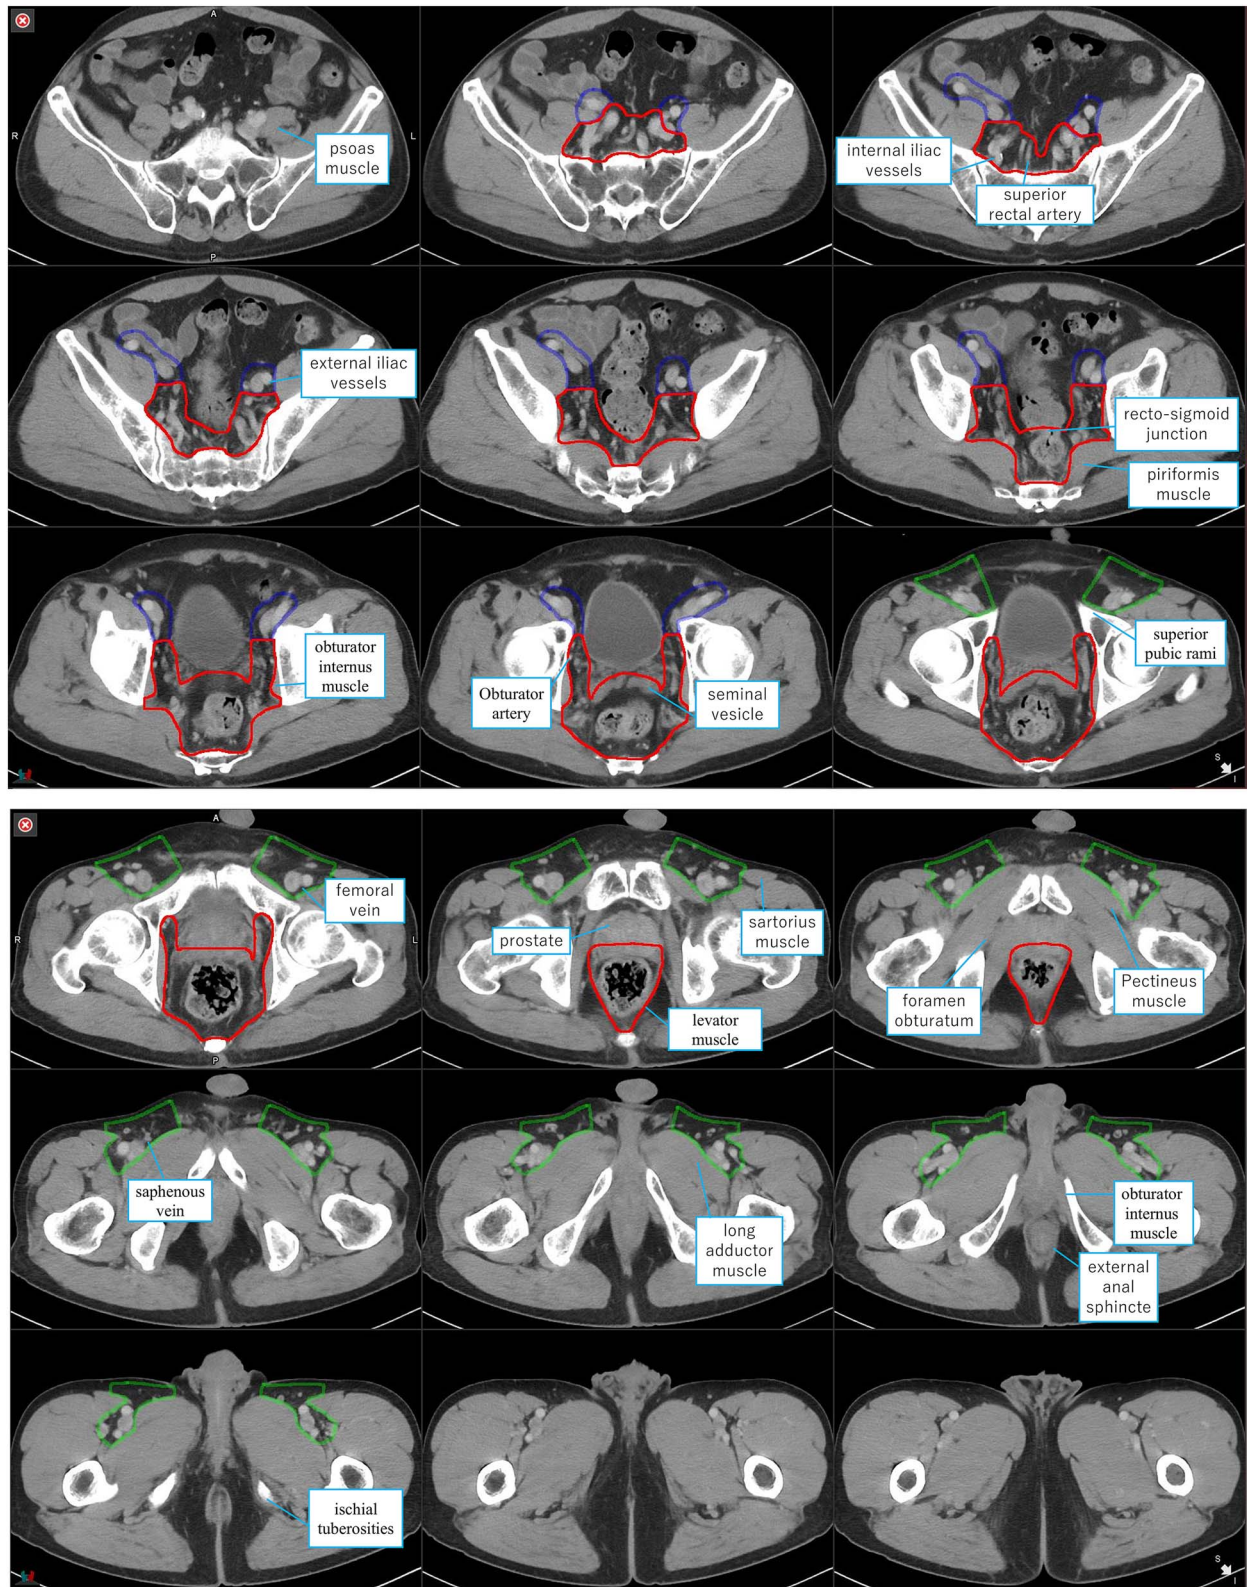 A
R
L
psoas
muscle
P
internal iliac
vessels
superior
rectal artery
external iliac
vessels
recto-sigmoid
junction
piriformis
muscle
obturator
internus
muscle
Obturator
artery
seminal
vesicle
superior
pubic rami
S
I
A
R
L
femoral
vein
P
prostate
sartorius
muscle
levator
muscle
foramen
obturatum
Pectineus
muscle
saphenous
vein
long
adductor
muscle
obturator
internus
muscle
external
anal
sphincte
ischial
tuberosities
S
I